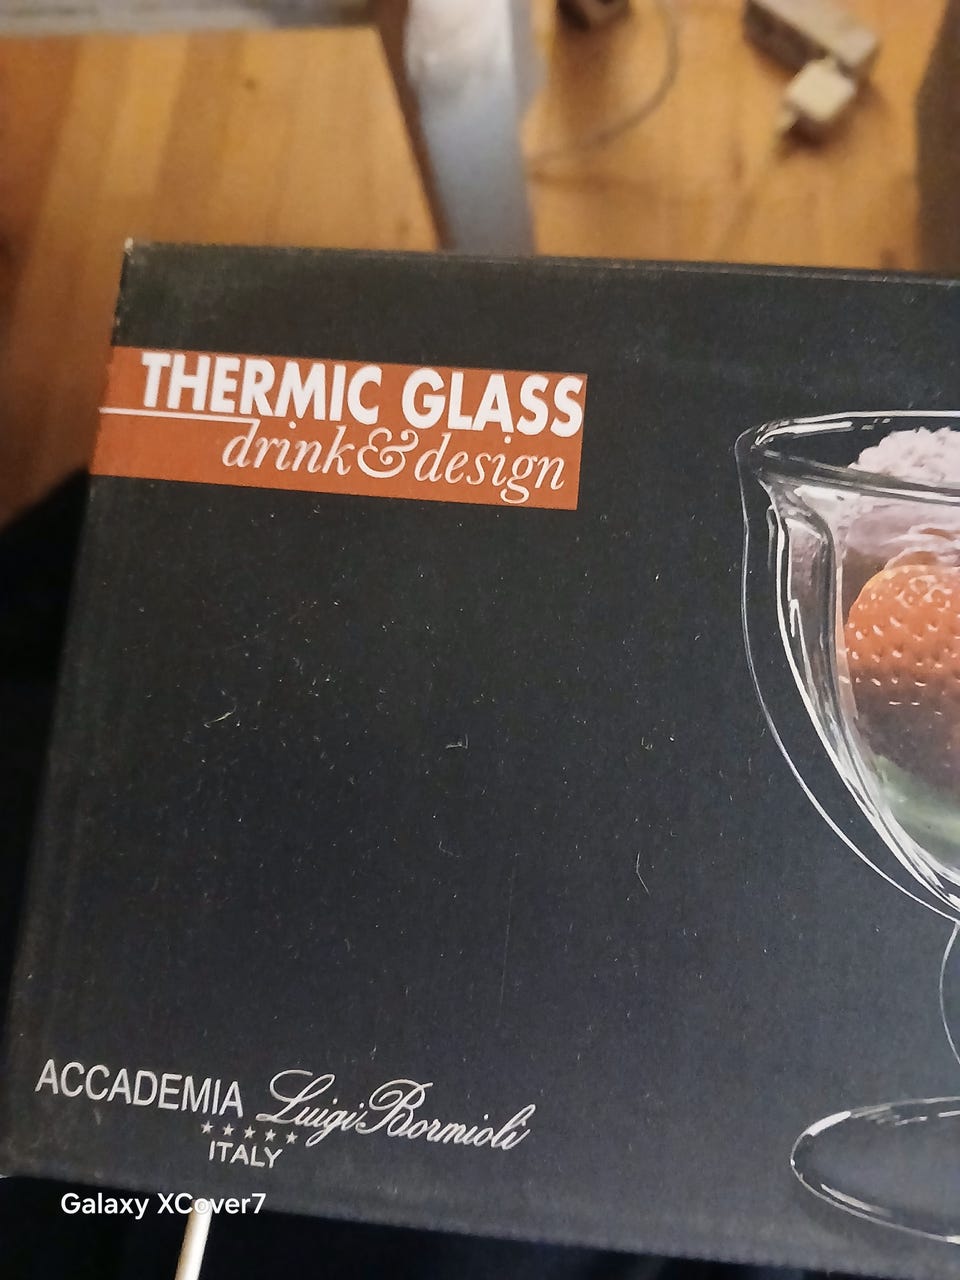 THERMIC GLASS
drink & design
ACCADEMIA Luigi Bormioli
★★★★★
ITALY
Galaxy XCover7